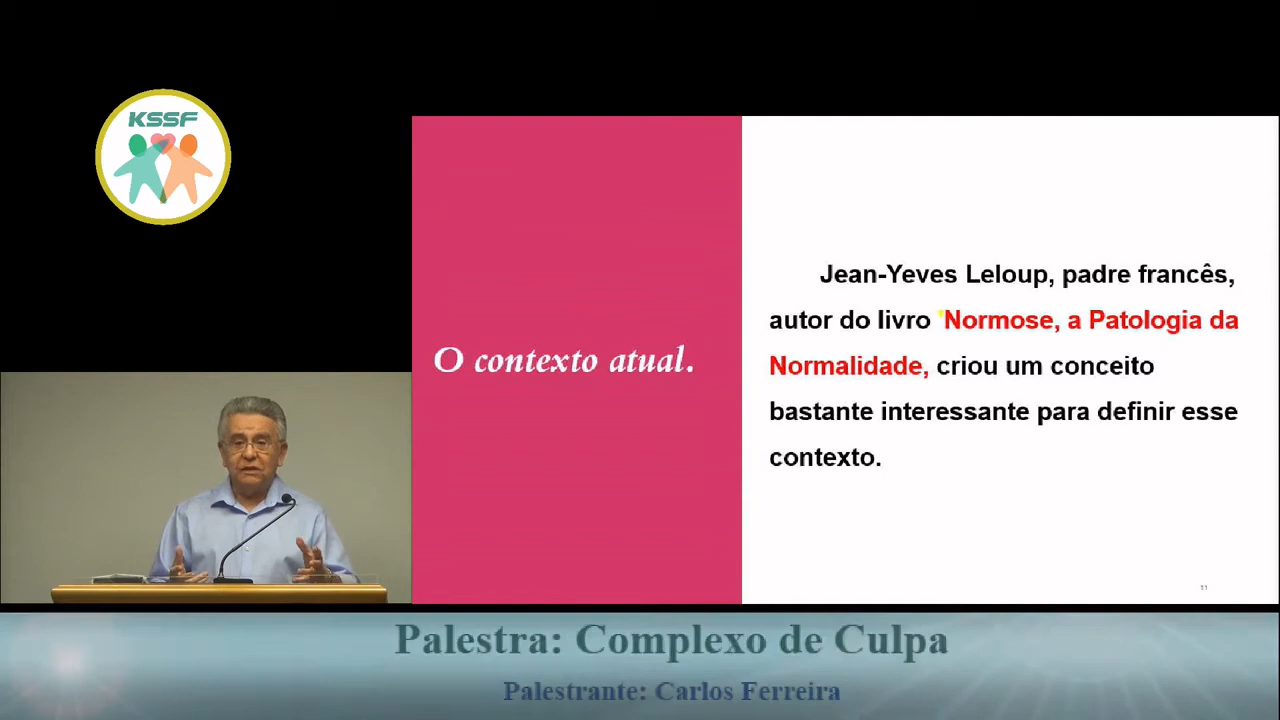 KSSF
O contexto atual.
Jean-Yeves Leloup, padre francês,
autor do livro 'Normose, a Patologia da
Normalidade, criou um conceito
bastante interessante para definir esse
contexto.
11
Palestra: Complexo de Culpa
Palestrante: Carlos Ferreira